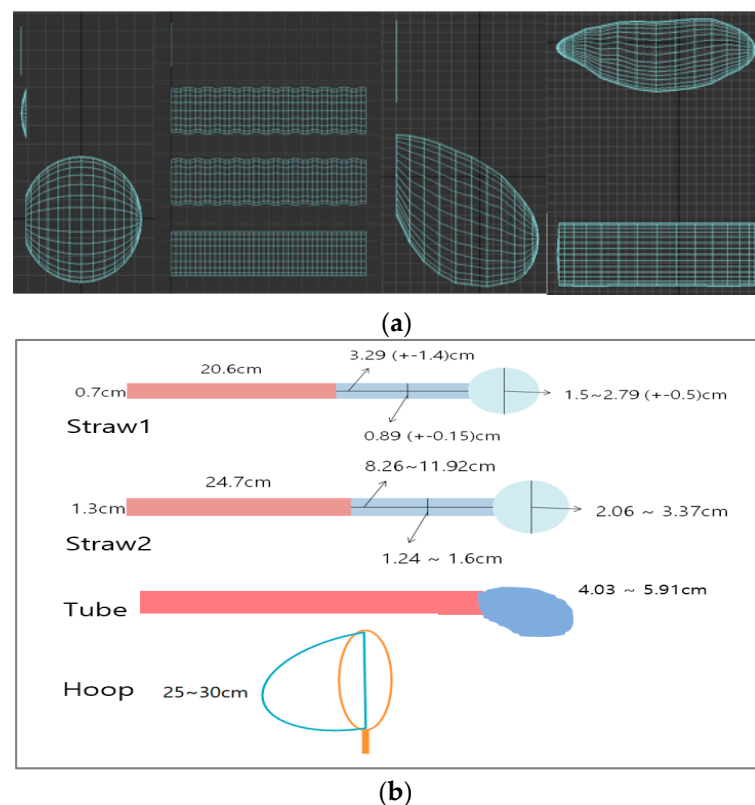 (a)
20.6cm
3.29 (+-1.4)cm
0.7cm
1.5~2.79 (+-0.5)cm
Straw1
0.89 (+-0.15)cm
24.7cm
8.26~11.92cm
1.3cm
2.06 ~ 3.37cm
Straw2
1.24 ~ 1.6cm
Tube
4.03 ~ 5.91cm
Hoop
25~30cm
(b)